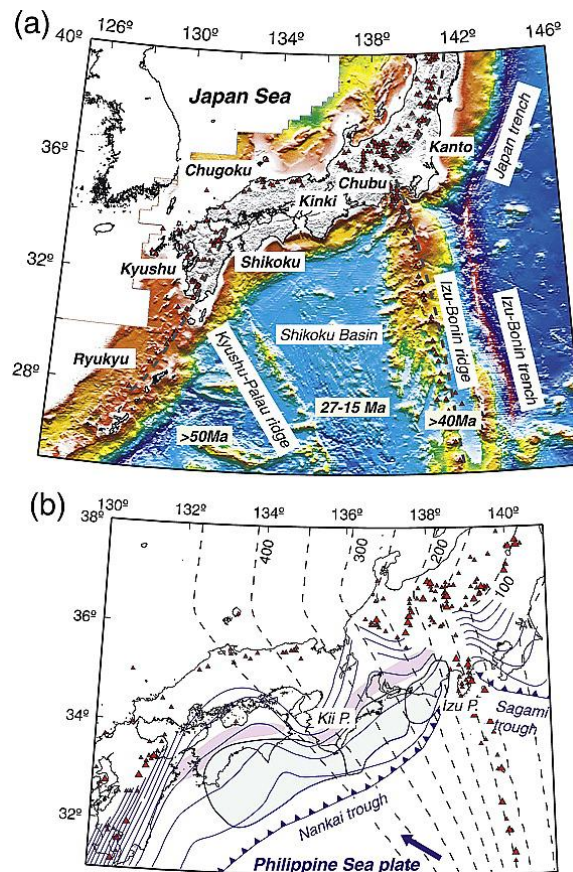 (a)
126º 130º 134º 138º 142º 146º
40º
36º
32º
28º
Japan Sea
Japan trench
Kanto
Chugoku
Chubu
Kinki
Shikoku
Kyushu
Izu-Bonin ridge
Izu-Bonin trench
Shikoku Basin
Ryukyu
Kyushu-Palau ridge
27-15 Ma
>40Ma
>50Ma
(b)
130º 132º 134º 136º 138º 140º
38º
36º
34º
32º
400
300
200
100
Kii P.
Izu P.
Sagami
trough
Nankai trough
Philippine Sea plate